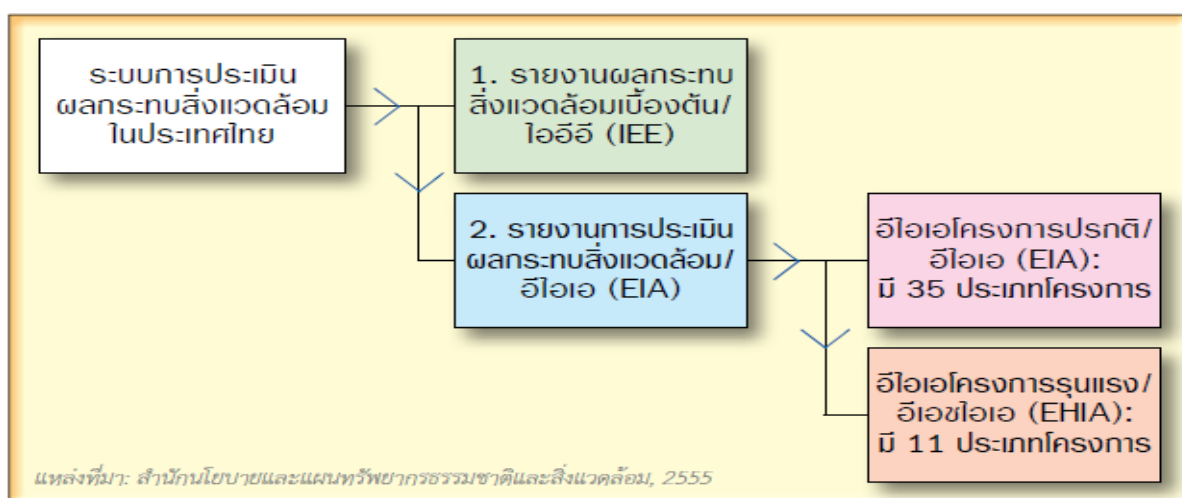 ระบบการประเมิน
ผลกระทบสิ่งแวดล้อม
ในประเทศไทย
1. รายงานผลกระทบ
สิ่งแวดล้อมเบื้องต้น/
ไออีอี (IEE)
2. รายงานการประเมิน
ผลกระทบสิ่งแวดล้อม/
อีไอเอ (EIA)
อีไอเอโครงการปรกติ/
อีไอเอ (EIA):
มี 35 ประเภทโครงการ
อีไอเอโครงการรุนแรง/
อีเอชไอเอ (EHIA):
มี 11 ประเภทโครงการ
แหล่งที่มา: สำนักนโยบายและแผนทรัพยากรธรรมชาติและสิ่งแวดล้อม, 2555